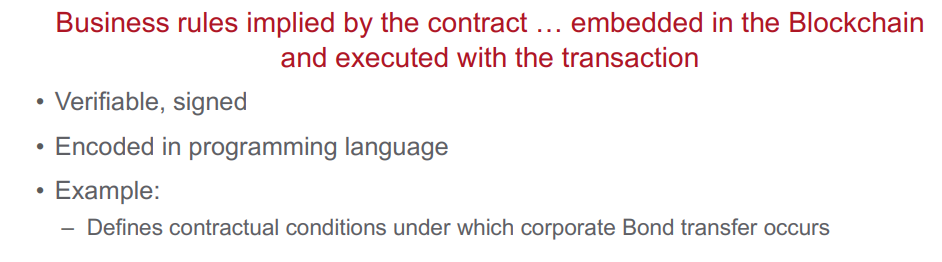 Business rules implied by the contract … embedded in the Blockchain
and executed with the transaction
• Verifiable, signed
• Encoded in programming language
• Example:
– Defines contractual conditions under which corporate Bond transfer occurs